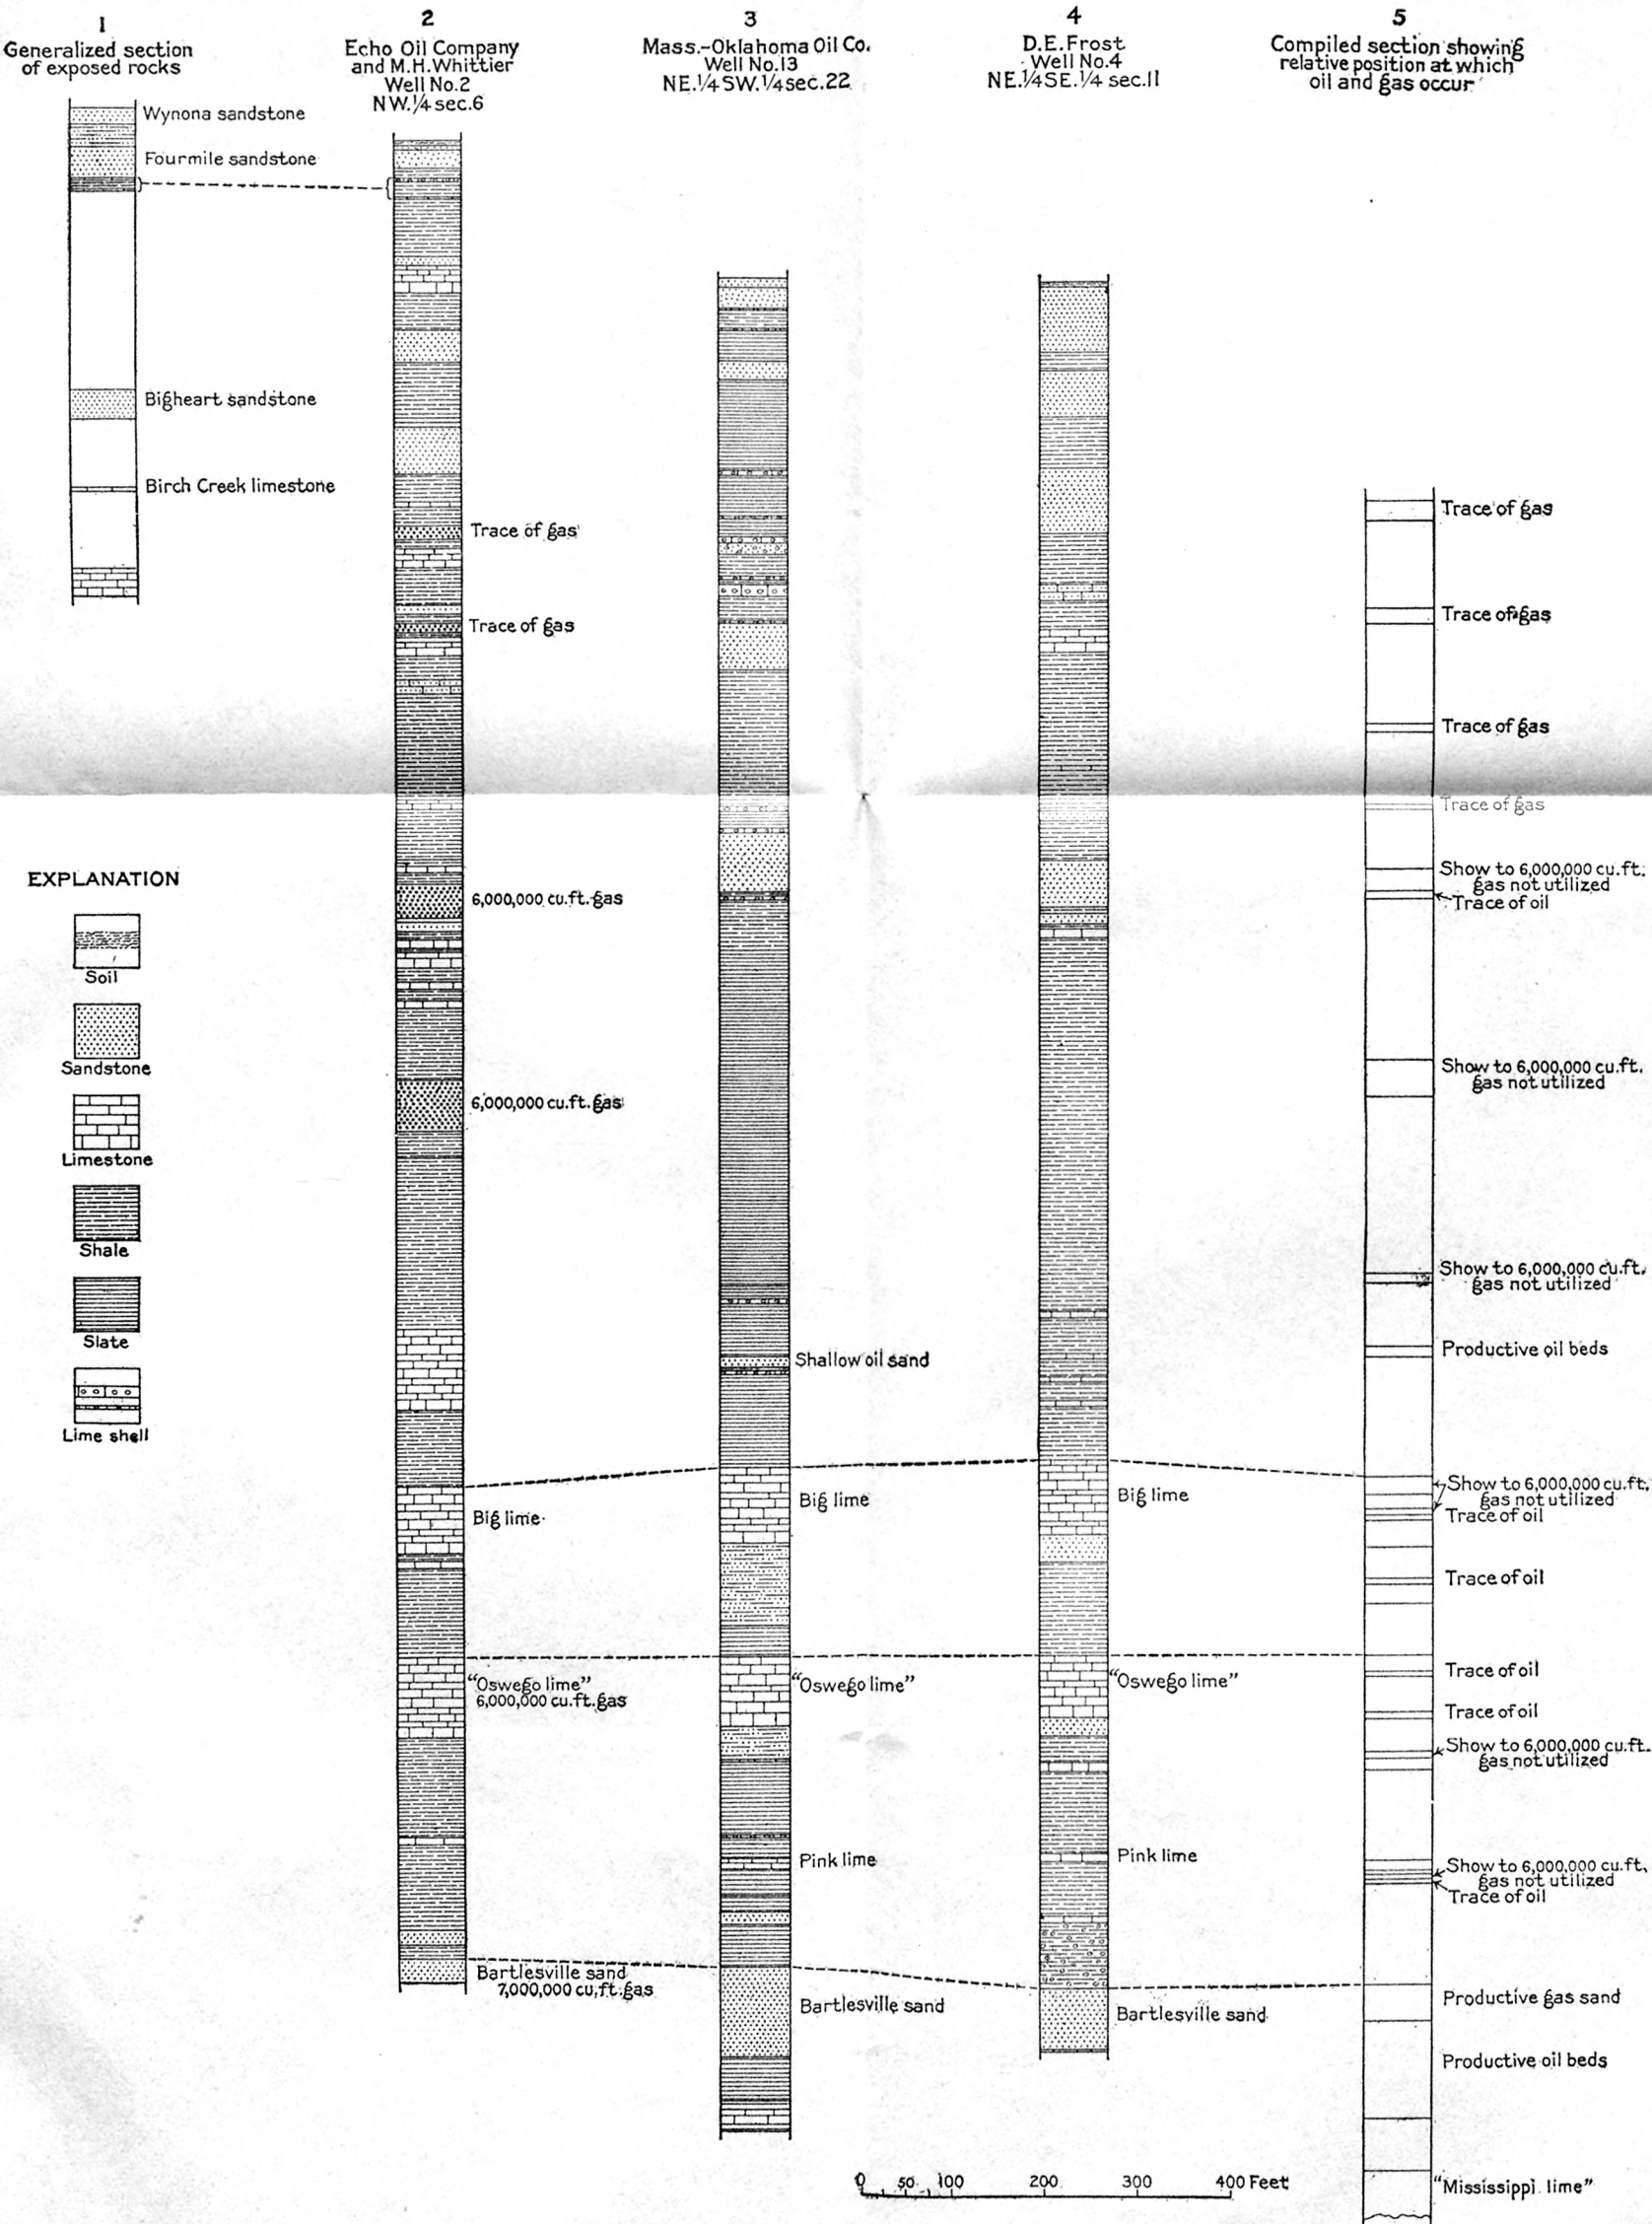 1
Generalized section
of exposed rocks
Wynona sandstone
Fourmile sandstone
Bigheart sandstone
Birch Creek limestone
EXPLANATION
Soil
Sandstone
Limestone
Shale
Slate
Lime shell
2
Echo Oil Company
and M.H.Whittier
Well No.2
NW.¼ sec.6
Trace of gas
Trace of gas
6,000,000 cu.ft.gas
6,000,000 cu.ft.gas
Big lime
"Oswego lime"
6,000,000 cu.ft.gas
Bartlesville sand
7,000,000 cu.ft.gas
3
Mass.-Oklahoma Oil Co.
Well No.13
NE.¼ SW.¼ sec.22
Shallow oil sand
Big lime
"Oswego lime"
Pink lime
Bartlesville sand
4
D.E.Frost
Well No.4
NE.¼ SE.¼ sec.11
Big lime
"Oswego lime"
Pink lime
Bartlesville sand
5
Compiled section showing
relative position at which
oil and gas occur
Trace of gas
Trace of gas
Trace of gas
Trace of gas
Show to 6,000,000 cu.ft.
gas not utilized
Trace of oil
Show to 6,000,000 cu.ft.
gas not utilized
Show to 6,000,000 cu.ft.
gas not utilized
Productive oil beds
Show to 6,000,000 cu.ft.
gas not utilized
Trace of oil
Trace of oil
Trace of oil
Trace of oil
Show to 6,000,000 cu.ft.
gas not utilized
Show to 6,000,000 cu.ft.
gas not utilized
Trace of oil
Productive gas sand
Productive oil beds
"Mississippi lime"
0 50 100 200 300 400 Feet